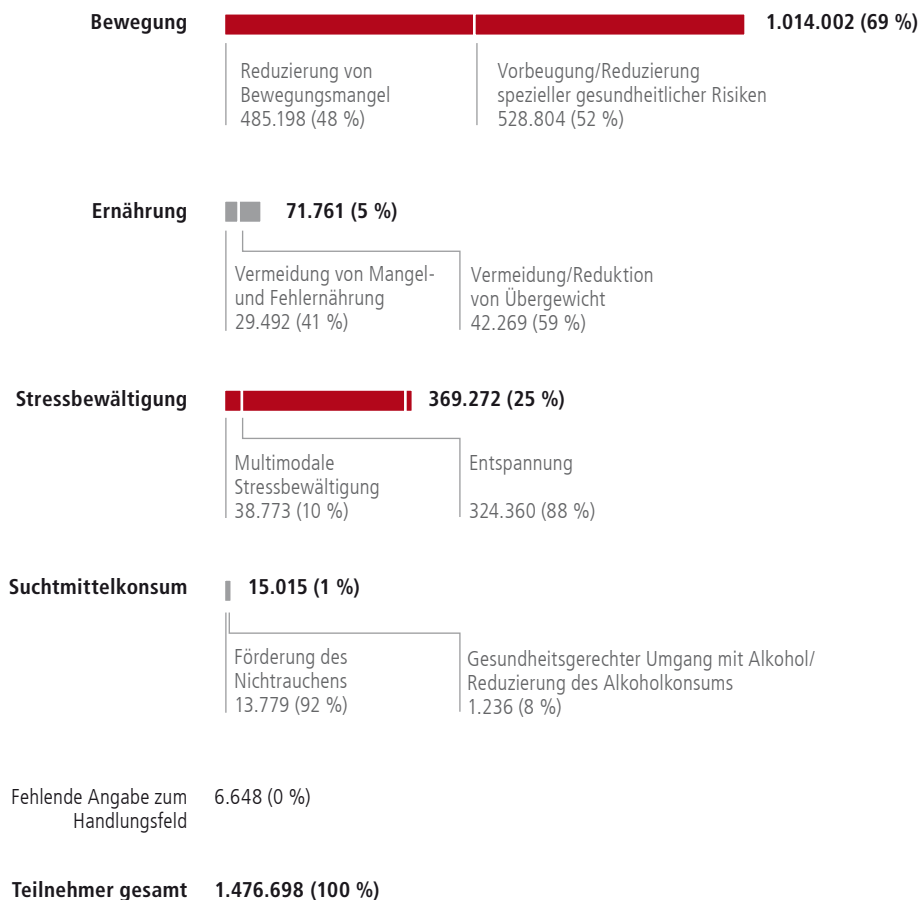 Bewegung
1.014.002 (69 %)
Reduzierung von
Bewegungsmangel
485.198 (48 %)
Vorbeugung/Reduzierung
spezieller gesundheitlicher Risiken
528.804 (52 %)
Ernährung
71.761 (5 %)
Vermeidung von Mangel-
und Fehlernährung
29.492 (41 %)
Vermeidung/Reduktion
von Übergewicht
42.269 (59 %)
Stressbewältigung
369.272 (25 %)
Multimodale
Stressbewältigung
38.773 (10 %)
Entspannung
324.360 (88 %)
Suchtmittelkonsum
15.015 (1 %)
Förderung des
Nichtrauchens
13.779 (92 %)
Gesundheitsgerechter Umgang mit Alkohol/
Reduzierung des Alkoholkonsums
1.236 (8 %)
Fehlende Angabe zum
Handlungsfeld
6.648 (0 %)
Teilnehmer gesamt
1.476.698 (100 %)